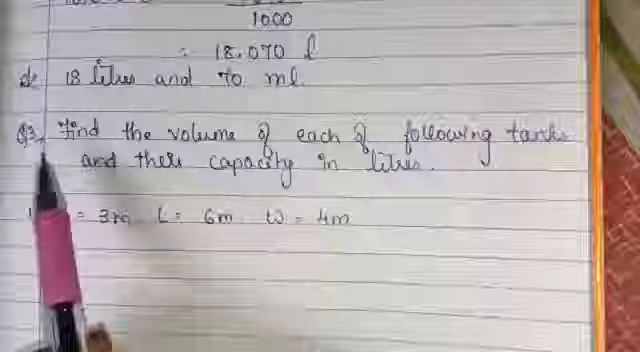 1000
= 18.070 l
18 litres and 70 ml.
Q3. Find the volume of each of following tanks
and there capacity in litres.
= 3m L = 6m W = 4m